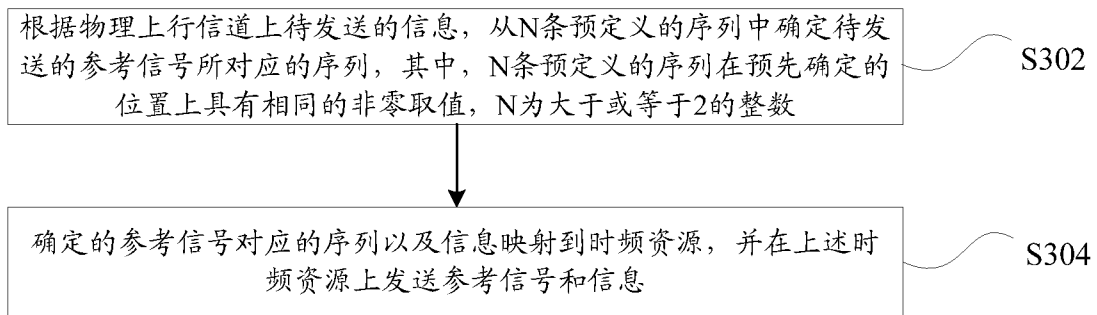 根据物理上行信道上待发送的信息，从N条预定义的序列中确定待发
送的参考信号所对应的序列，其中，N条预定义的序列在预先确定的
位置上具有相同的非零取值，N为大于或等于2的整数
S302
确定的参考信号对应的序列以及信息映射到时频资源，并在上述时
频资源上发送参考信号和信息
S304